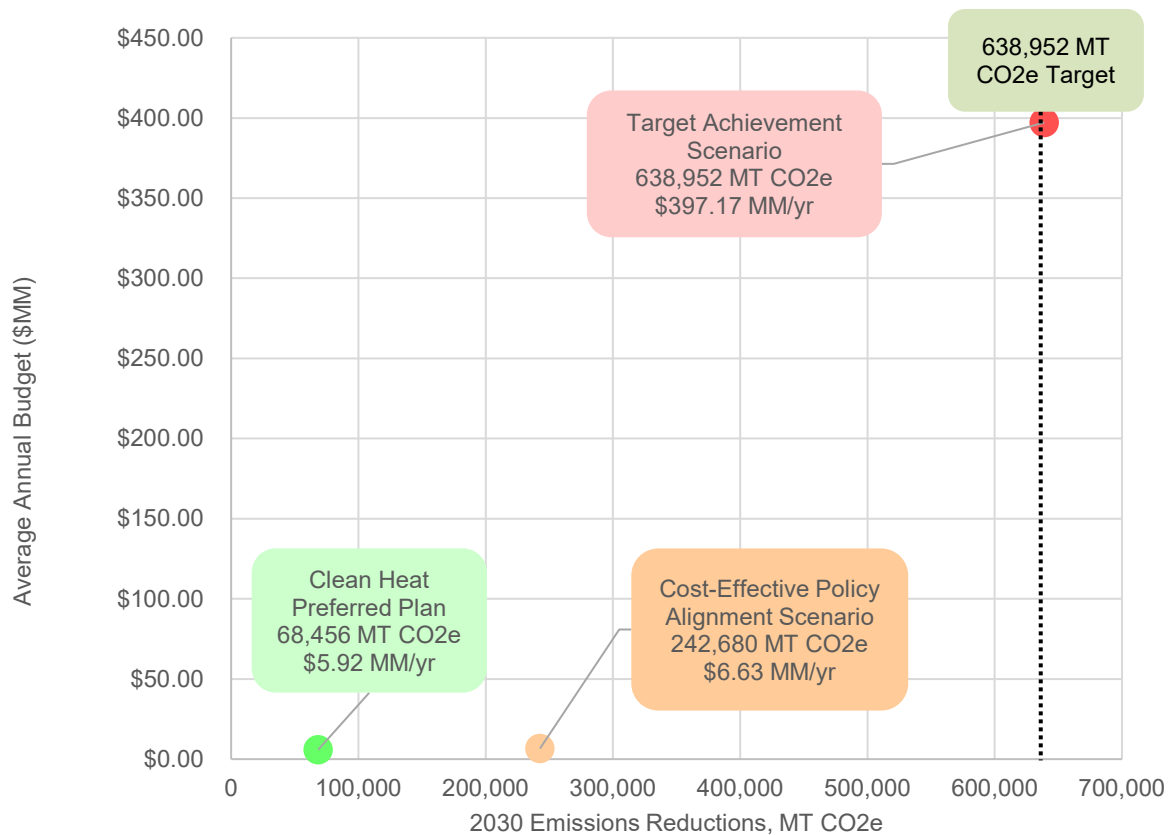 $450.00
$400.00
$350.00
$300.00
$250.00
$200.00
$150.00
$100.00
$50.00
$0.00
Average Annual Budget ($MM)
638,952 MT
CO2e Target
Target Achievement
Scenario
638,952 MT CO2e
$397.17 MM/yr
Clean Heat
Preferred Plan
68,456 MT CO2e
$5.92 MM/yr
Cost-Effective Policy
Alignment Scenario
242,680 MT CO2e
$6.63 MM/yr
0 100,000 200,000 300,000 400,000 500,000 600,000 700,000
2030 Emissions Reductions, MT CO2e